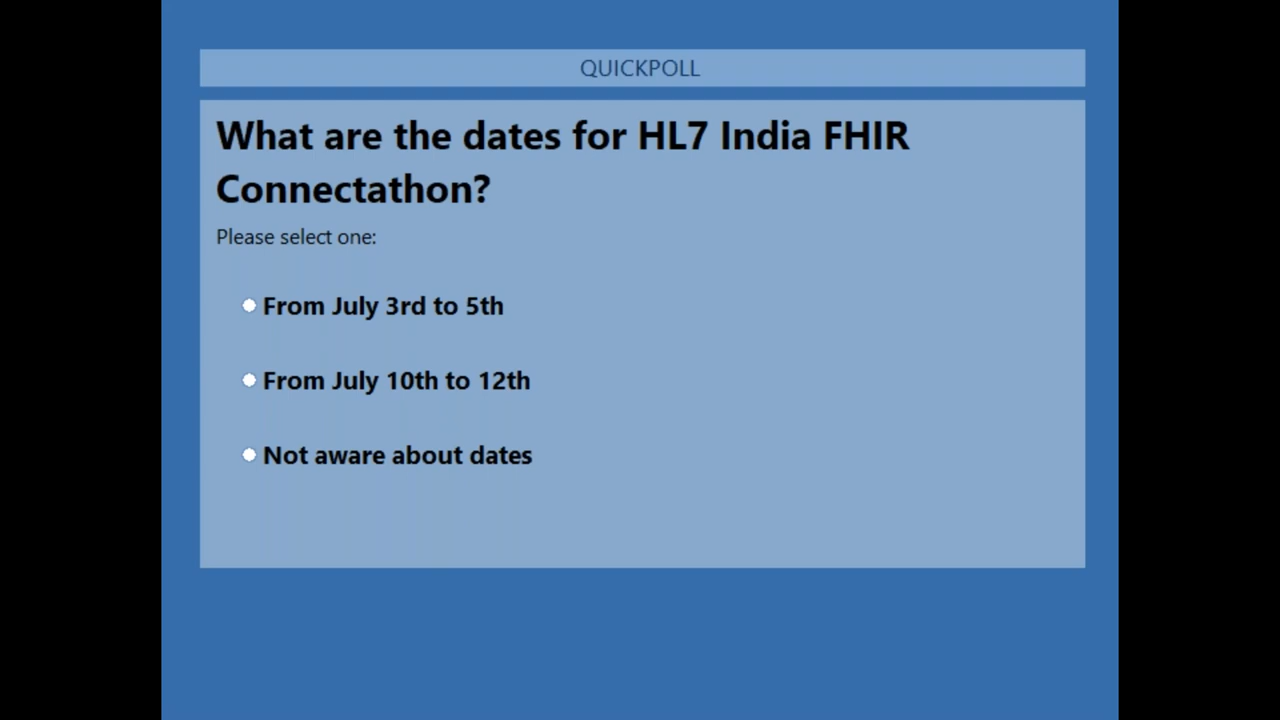 QUICKPOLL
What are the dates for HL7 India FHIR
Connectathon?
Please select one:
From July 3rd to 5th
From July 10th to 12th
Not aware about dates